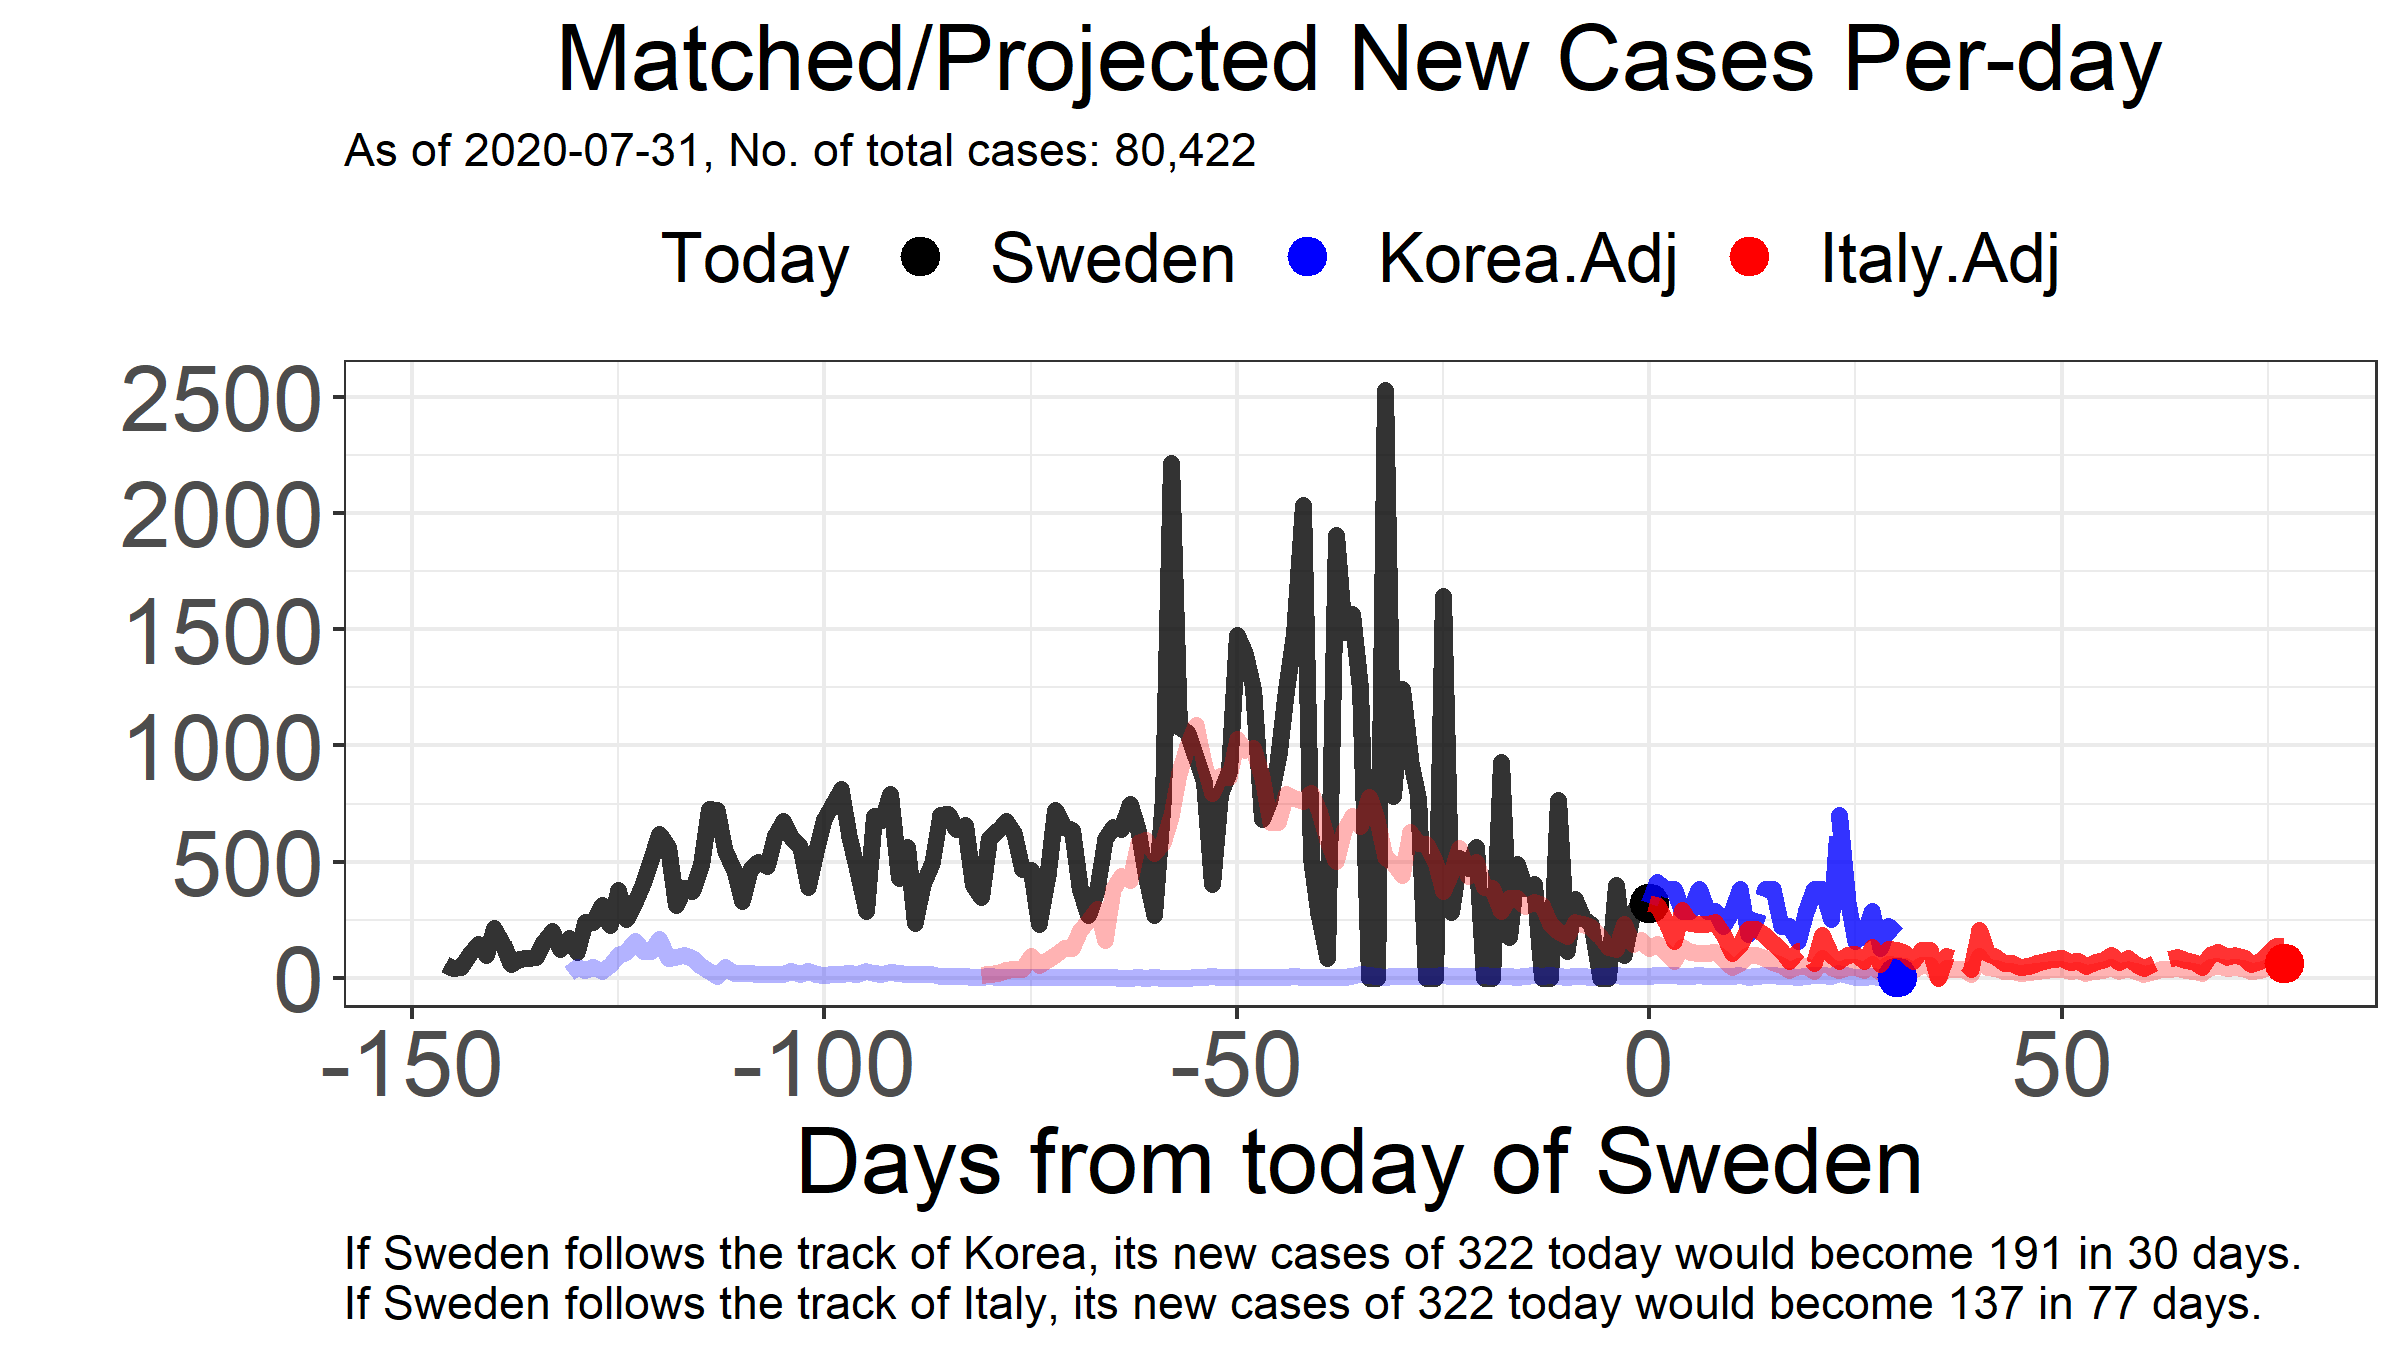 Matched/Projected New Cases Per-day
As of 2020-07-31, No. of total cases: 80,422
Today Sweden Korea.Adj Italy.Adj
2500
2000
1500
1000
500
0
-150 -100 -50 0 50
Days from today of Sweden
If Sweden follows the track of Korea, its new cases of 322 today would become 191 in 30 days.
If Sweden follows the track of Italy, its new cases of 322 today would become 137 in 77 days.